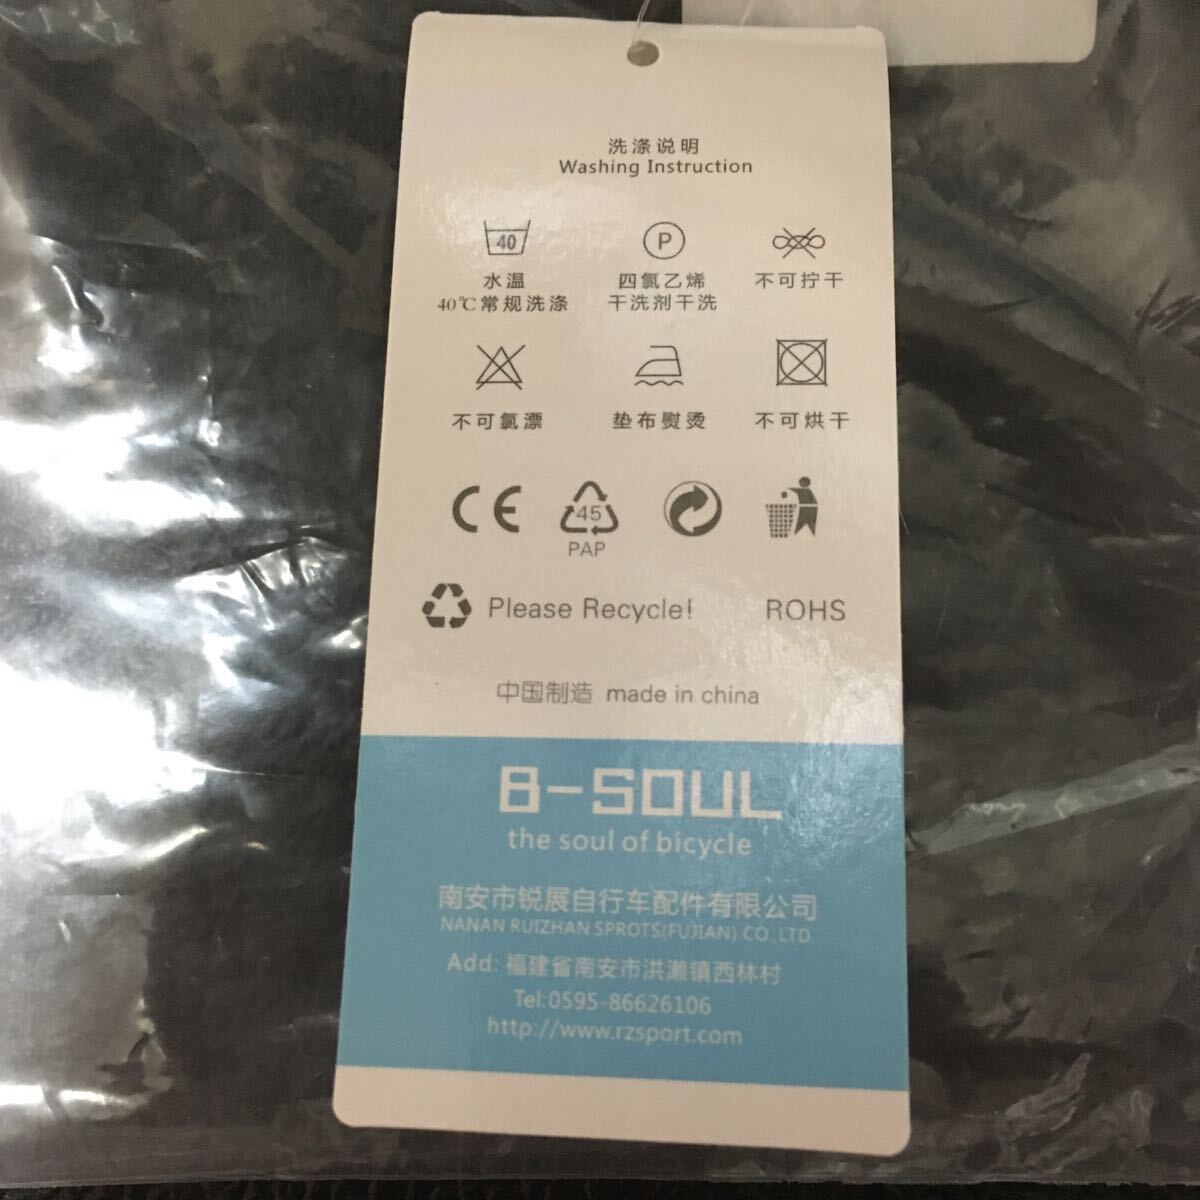 洗涤说明
Washing Instruction
40
P
水温
40℃常规洗涤
四氯乙烯
干洗剂干洗
不可拧干
不可氯漂
垫布熨烫
不可烘干
CE
45
PAP
Please Recycle!
ROHS
中国制造 made in china
B-SOUL
the soul of bicycle
南安市锐展自行车配件有限公司
NANAN RUIZHAN SPROTS(FUJIAN) CO.,LTD
Add: 福建省南安市洪濑镇西林村
Tel:0595-86626106
http://www.rzsport.com